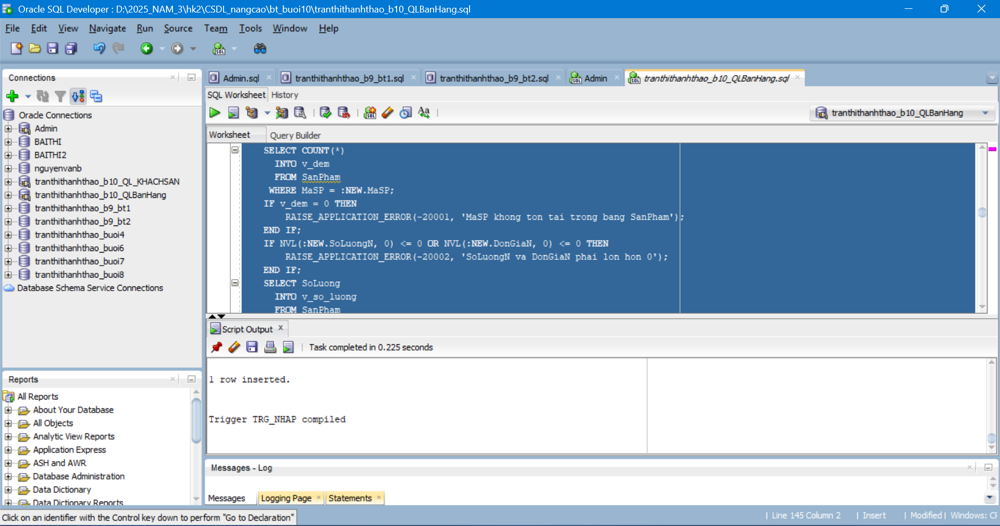 Oracle SQL Developer : D:\2025_NAM_3\hk2\CSDL_nangcao\bt_buoi10\tranthithanhthao_b10_QLBanHang.sql
File Edit View Navigate Run Source Team Tools Window Help
Connections
Oracle Connections
Admin
BAITHI
BAITHI2
nguyenvanb
tranthithanhthao_b10_QL_KHACHSAN
tranthithanhthao_b10_QLBanHang
tranthithanhthao_b9_bt1
tranthithanhthao_b9_bt2
tranthithanhthao_buoi4
tranthithanhthao_buoi6
tranthithanhthao_buoi7
tranthithanhthao_buoi8
Database Schema Service Connections
Reports
All Reports
About Your Database
All Objects
Analytic View Reports
Application Express
ASH and AWR
Database Administration
Data Dictionary
Data Dictionary Reports
Admin.sql tranthithanhthao_b9_bt1.sql tranthithanhthao_b9_bt2.sql Admin tranthithanhthao_b10_QLBanHang.sql
SQL Worksheet History
tranthithanhthao_b10_QLBanHang
Worksheet Query Builder
SELECT COUNT(*)
INTO v_dem
FROM SanPham
WHERE MaSP = :NEW.MaSP;
IF v_dem = 0 THEN
RAISE_APPLICATION_ERROR(-20001, 'MaSP khong ton tai trong bang SanPham');
END IF;
IF NVL(:NEW.SoLuongN, 0) <= 0 OR NVL(:NEW.DonGiaN, 0) <= 0 THEN
RAISE_APPLICATION_ERROR(-20002, 'SoLuongN va DonGiaN phai lon hon 0');
END IF;
SELECT SoLuong
INTO v_so_luong
FROM SanPham
Script Output
Task completed in 0.225 seconds
1 row inserted.
Trigger TRG_NHAP compiled
Messages - Log
Messages Logging Page Statements
Click on an identifier with the Control key down to perform "Go to Declaration"
Line 145 Column 2 | Insert | Modified | Windows: CR